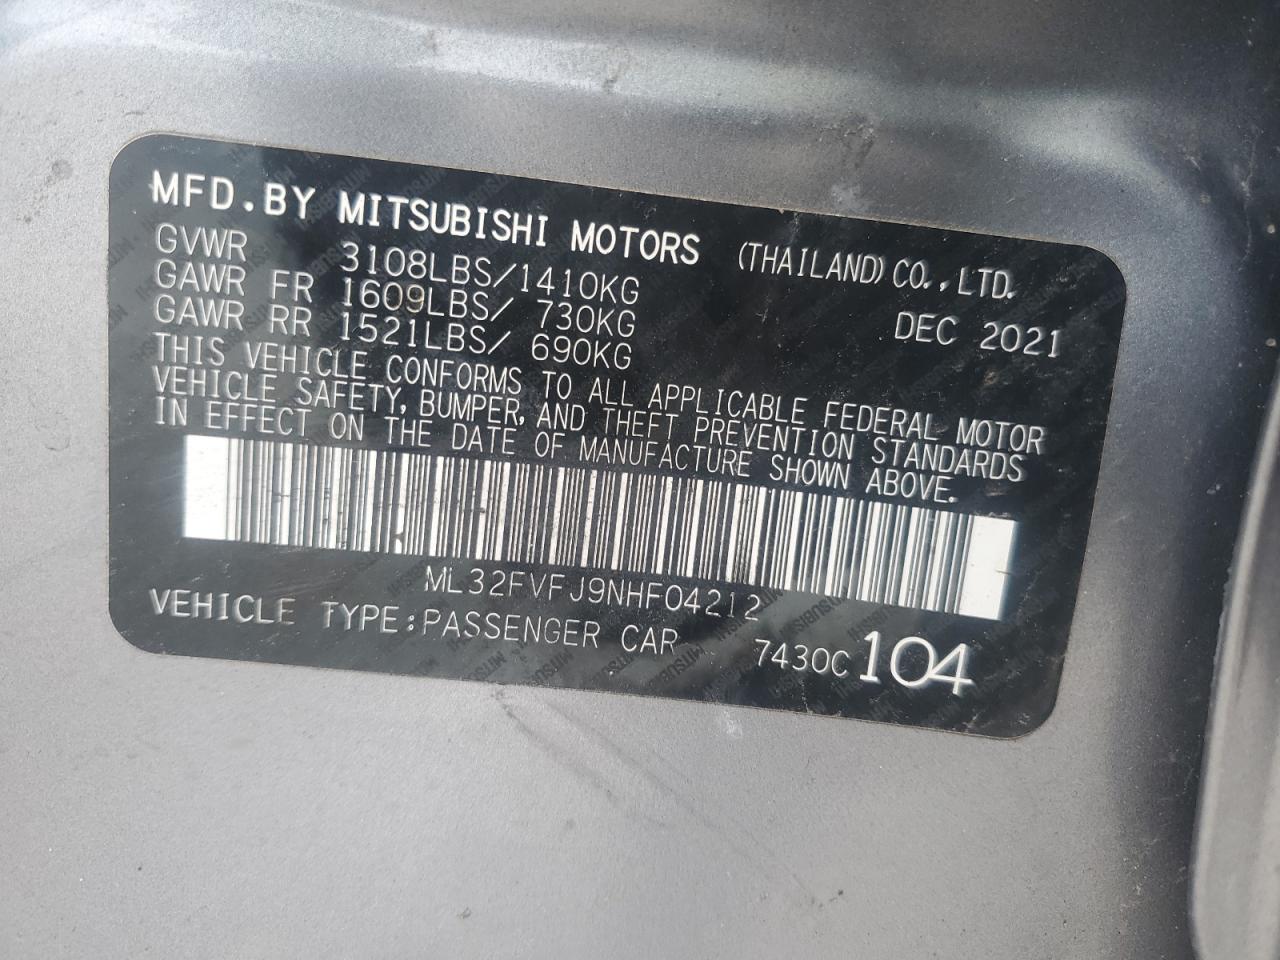 MFD.BY MITSUBISHI MOTORS (THAILAND)CO.,LTD.
GVWR 3108LBS/1410KG
GAWR FR 1609LBS/ 730KG DEC 2021
GAWR RR 1521LBS/ 690KG
THIS VEHICLE CONFORMS TO ALL APPLICABLE FEDERAL MOTOR
VEHICLE SAFETY, BUMPER, AND THEFT PREVENTION STANDARDS
IN EFFECT ON THE DATE OF MANUFACTURE SHOWN ABOVE.
ML32FVFJ9NHF04212
VEHICLE TYPE:PASSENGER CAR 7430C 104